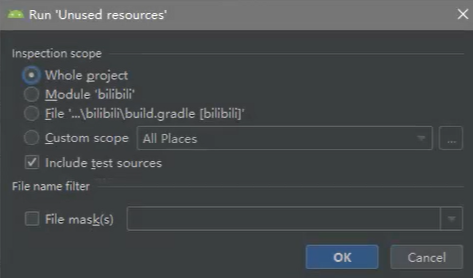 Run 'Unused resources'
Inspection scope
Whole project
Module 'bilibili'
File '...\bilibili\build.gradle [bilibili]'
Custom scope All Places ...
Include test sources
File name filter
File mask(s)
OK Cancel